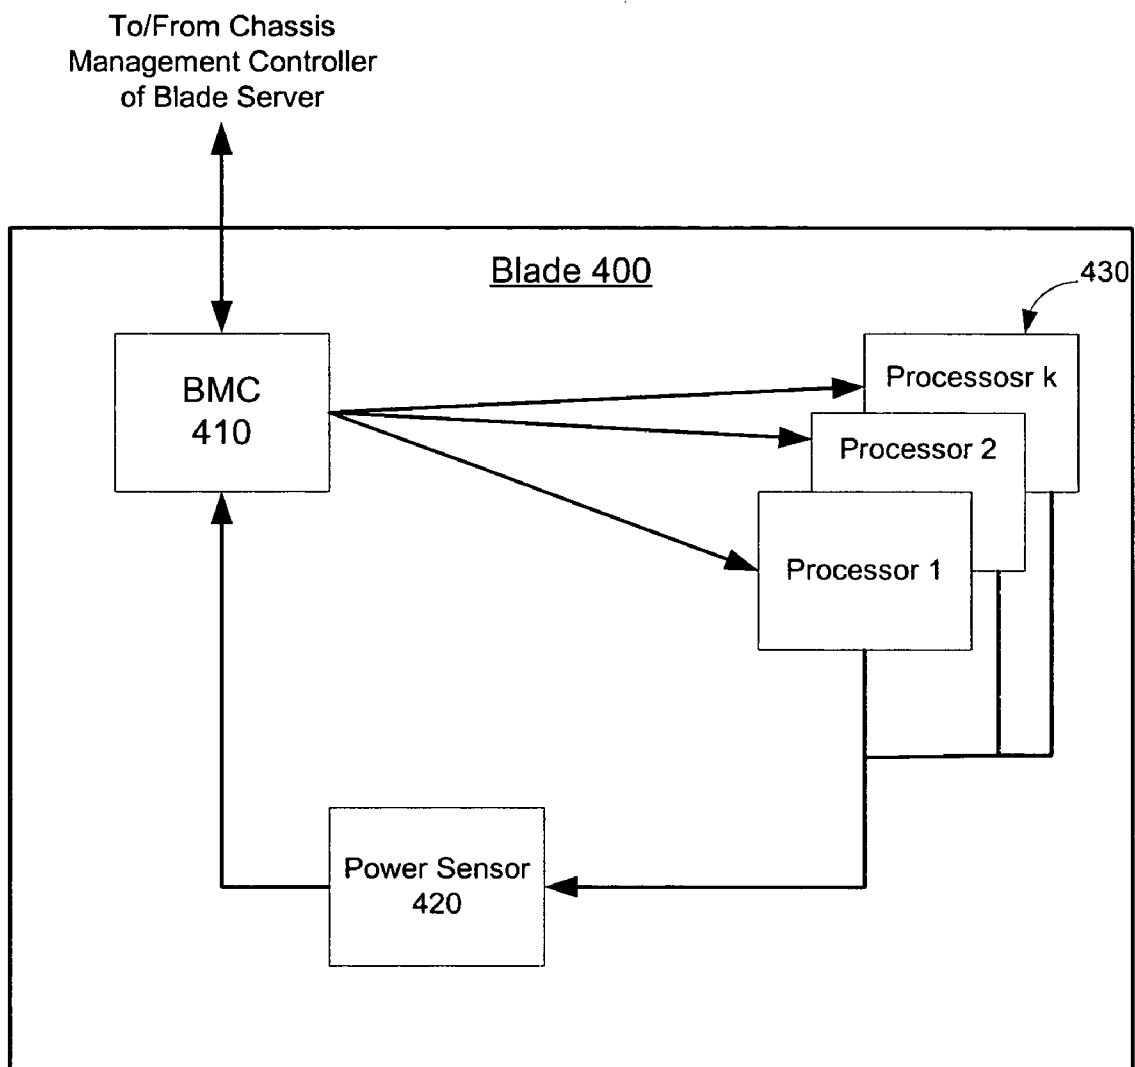 To/From Chassis
Management Controller
of Blade Server
Blade 400
430
BMC
410
Processosr k
Processor 2
Processor 1
Power Sensor
420